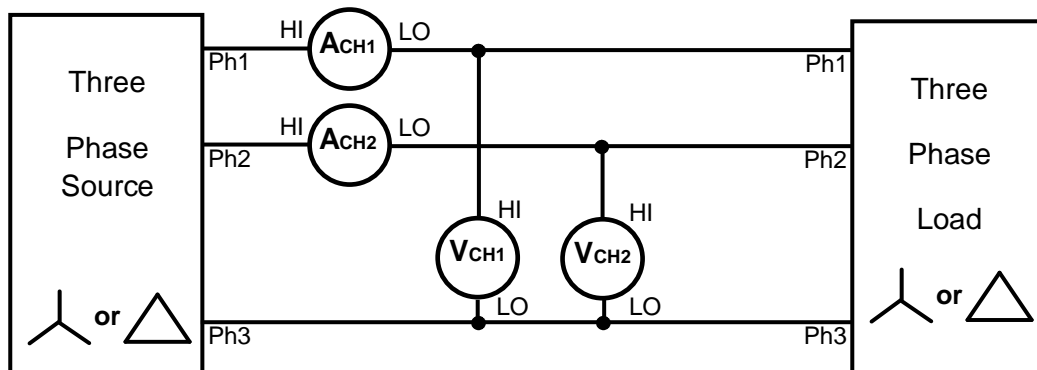 HI
ACH1
LO
Ph1
Ph1
Three
Phase
Source
HI
ACH2
LO
Ph2
Ph2
Three
Phase
Load
HI
VCH1
LO
HI
VCH2
LO
or
Ph3
Ph3
or